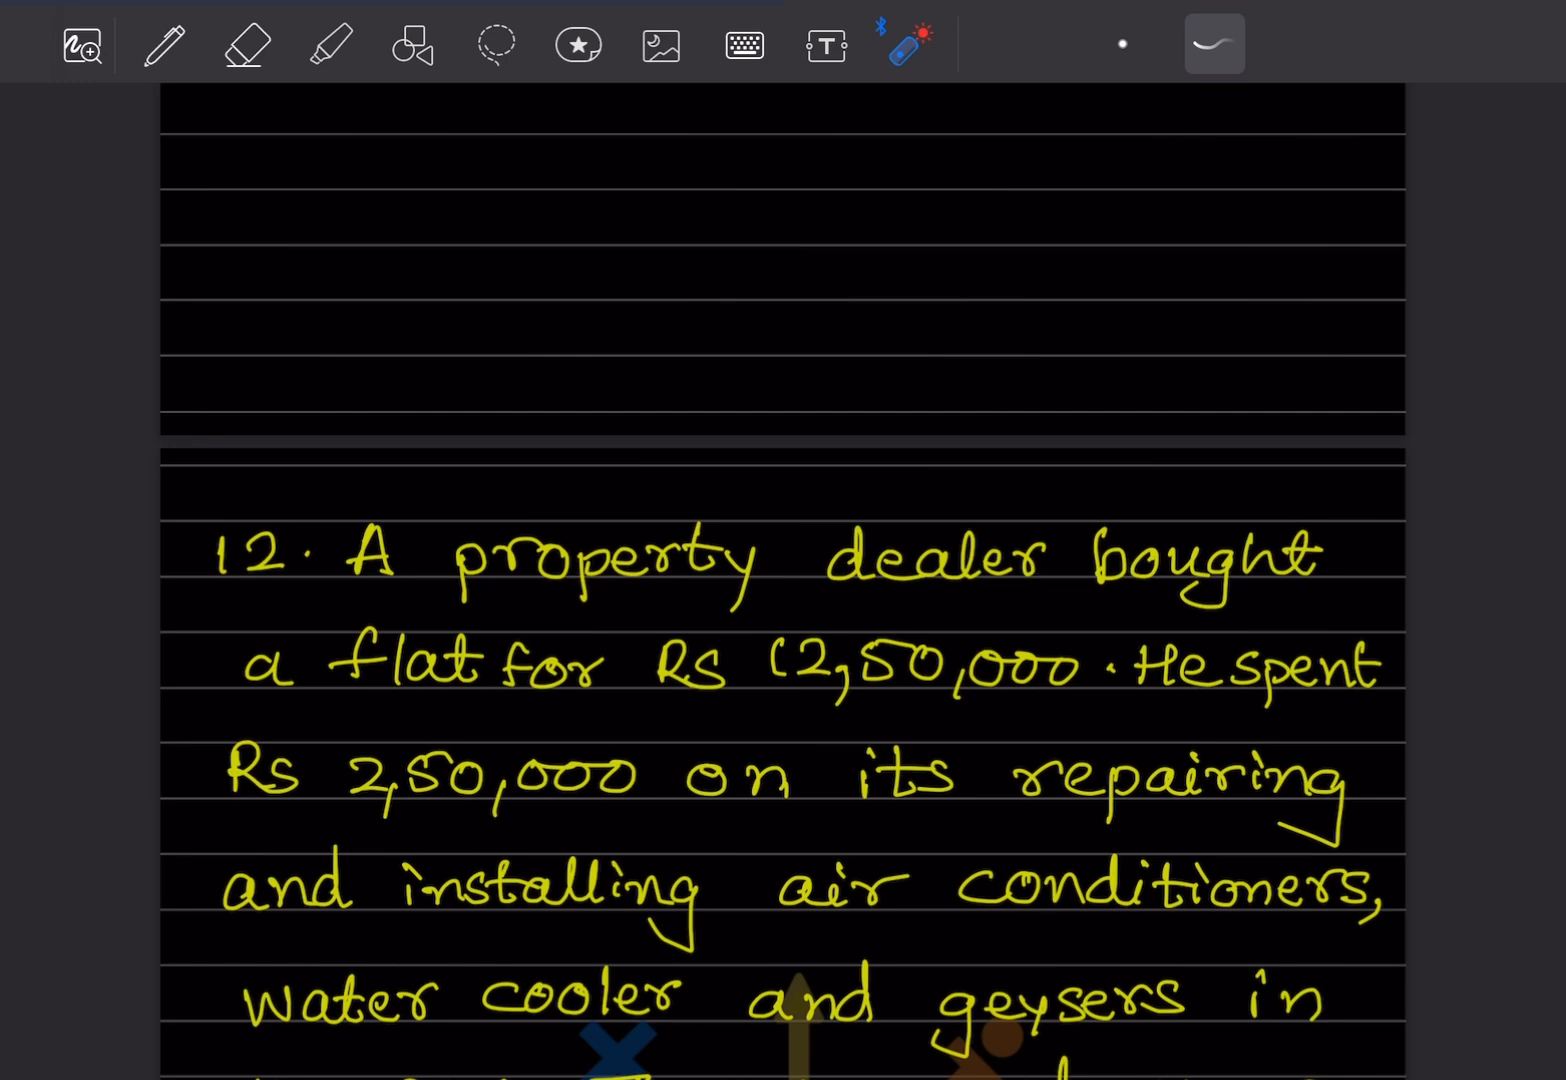 12. A property dealer bought
a flat for Rs 12,50,000. He spent
Rs 2,50,000 on its repairing
and installing air conditioners,
water cooler and geysers in